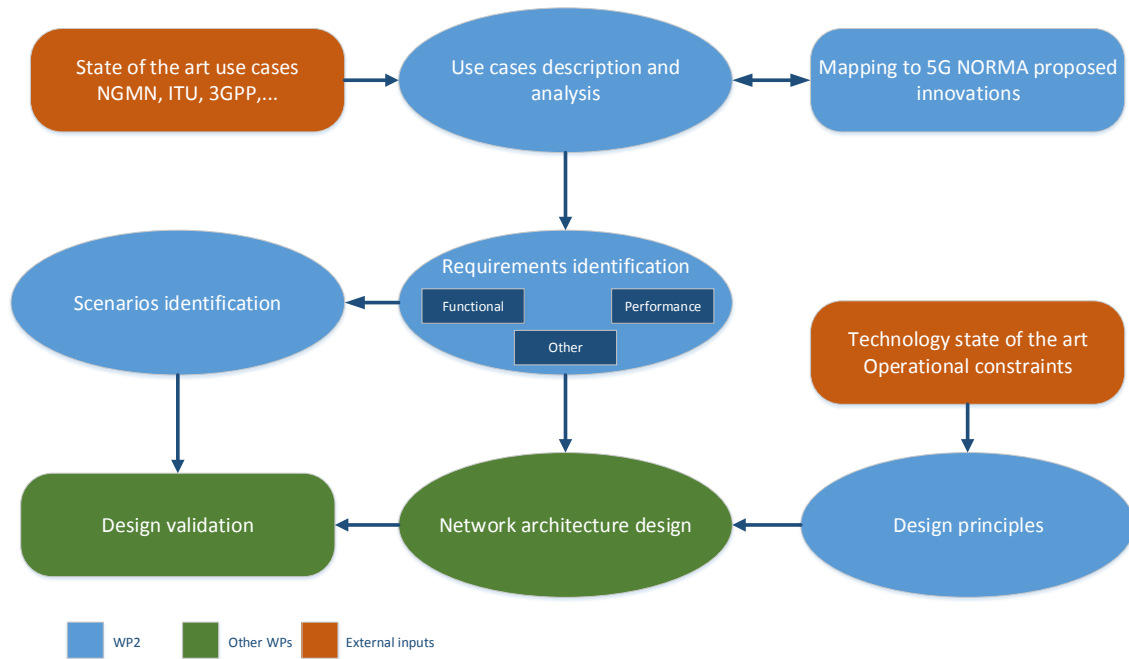 State of the art use cases
NGMN, ITU, 3GPP,...
Use cases description and
analysis
Mapping to 5G NORMA proposed
innovations
Scenarios identification
Requirements identification
Functional
Performance
Other
Technology state of the art
Operational constraints
Design validation
Network architecture design
Design principles
WP2
Other WPs
External inputs